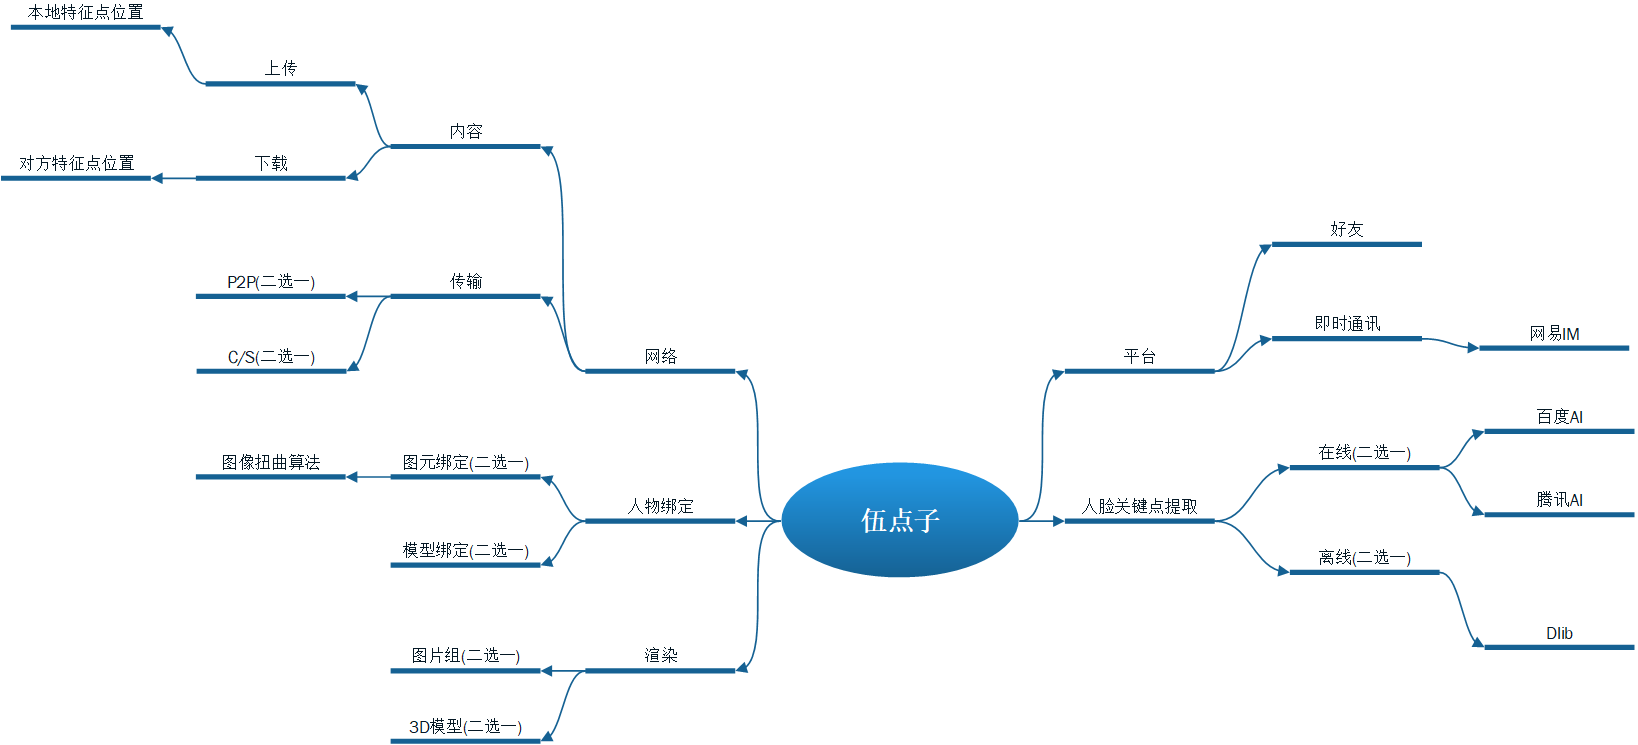 本地特征点位置
上传
内容
对方特征点位置
下载
P2P(二选一)
传输
C/S(二选一)
网络
图像扭曲算法
图元绑定(二选一)
人物绑定
模型绑定(二选一)
图片组(二选一)
渲染
3D模型(二选一)
伍点子
好友
即时通讯
网易IM
平台
百度AI
在线(二选一)
腾讯AI
人脸关键点提取
离线(二选一)
Dlib